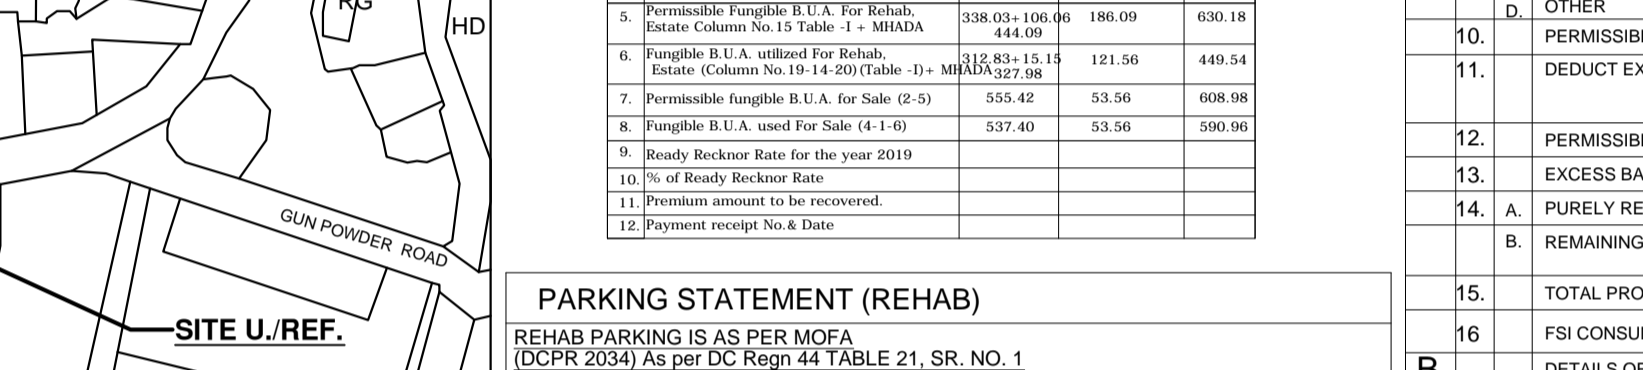 RG
HD
GUN POWDER ROAD
SITE U./REF.
5. Permissible Fungible B.U.A. For Rehab, 338.03+106.06 186.09 630.18
Estate Column No.15 Table -I + MHADA 444.09
6. Fungible B.U.A. utilized For Rehab, 312.83+15.15 121.56 449.54
Estate (Column No.19-14-20)(Table -I)+ MHADA 327.98
7. Permissible fungible B.U.A. for Sale (2-5) 555.42 53.56 608.98
8. Fungible B.U.A. used For Sale (4-1-6) 537.40 53.56 590.96
9. Ready Recknor Rate for the year 2019
10. % of Ready Recknor Rate
11. Premium amount to be recovered.
12. Payment receipt No.& Date
PARKING STATEMENT (REHAB)
REHAB PARKING IS AS PER MOFA
(DCPR 2034) As per DC Regn 44 TABLE 21, SR. NO. 1
D. OTHER
10. PERMISSIB
11. DEDUCT EX
12. PERMISSIB
13. EXCESS BA
14. A. PURELY RE
B. REMAINING
15. TOTAL PRO
16 FSI CONSU
B DETAILS OF